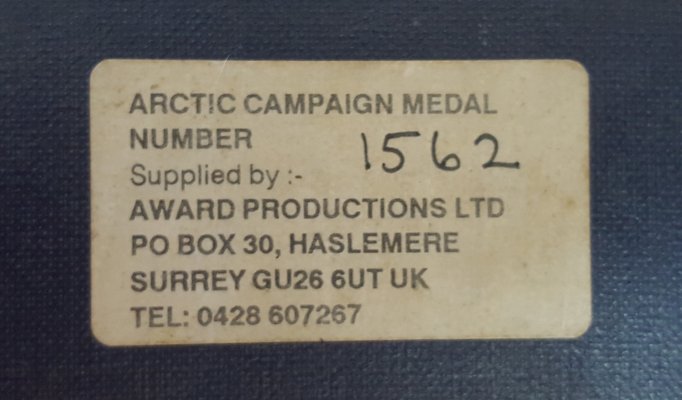 ARCTIC CAMPAIGN MEDAL
NUMBER 1562
Supplied by :-
AWARD PRODUCTIONS LTD
PO BOX 30, HASLEMERE
SURREY GU26 6UT UK
TEL: 0428 607267